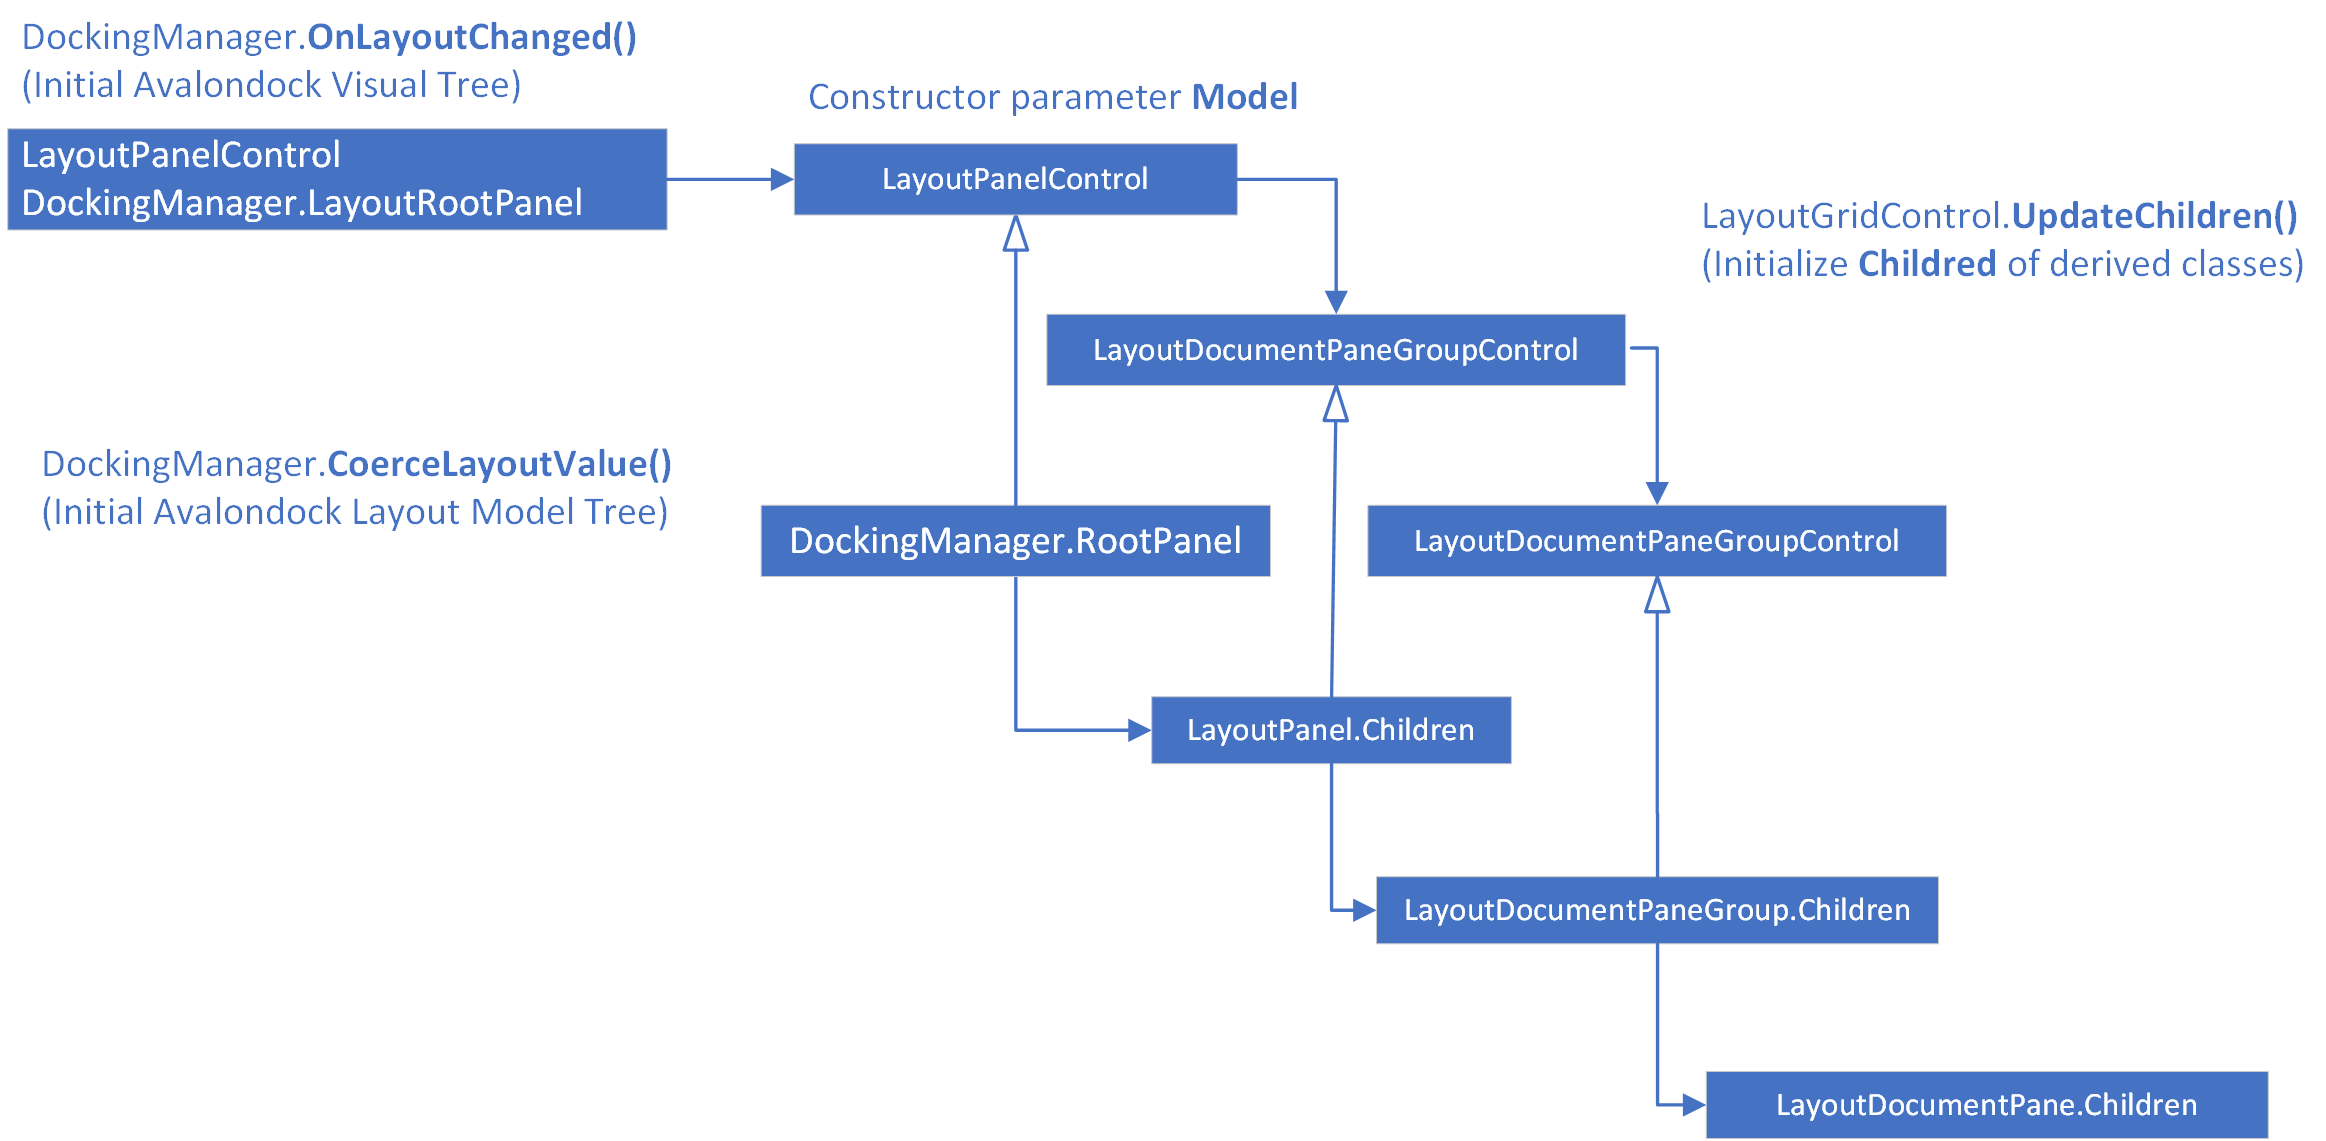 DockingManager.OnLayoutChanged()
(Initial Avalondock Visual Tree)
Constructor parameter Model
LayoutPanelControl
DockingManager.LayoutRootPanel
LayoutPanelControl
LayoutGridControl.UpdateChildren()
(Initialize Childred of derived classes)
LayoutDocumentPaneGroupControl
DockingManager.CoerceLayoutValue()
(Initial Avalondock Layout Model Tree)
DockingManager.RootPanel
LayoutDocumentPaneGroupControl
LayoutPanel.Children
LayoutDocumentPaneGroup.Children
LayoutDocumentPane.Children